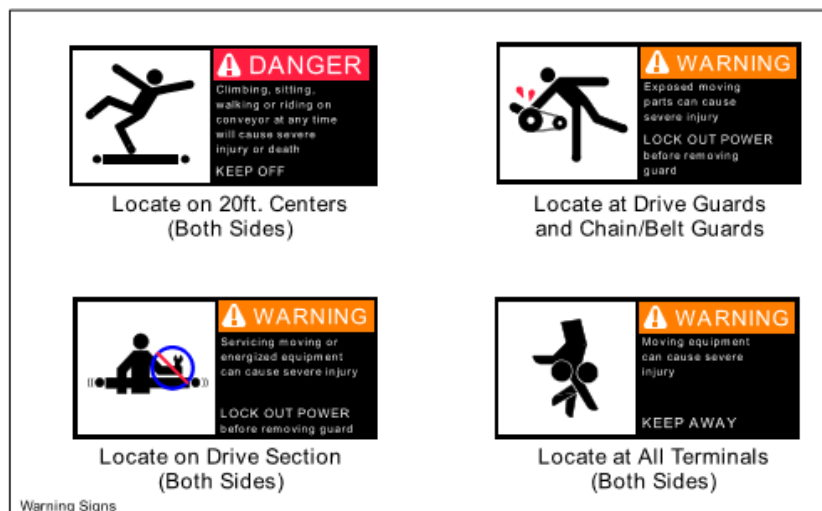 DANGER
Climbing, sitting,
walking or riding on
conveyor at any time
will cause severe
injury or death
KEEP OFF
Locate on 20ft. Centers
(Both Sides)
WARNING
Exposed moving
parts can cause
severe injury
LOCK OUT POWER
before removing
guard
Locate at Drive Guards
and Chain/Belt Guards
WARNING
Servicing moving or
energized equipment
can cause severe injury
LOCK OUT POWER
before removing guard
Locate on Drive Section
(Both Sides)
WARNING
Moving equipment
can cause severe
injury
KEEP AWAY
Locate at All Terminals
(Both Sides)
Warning Signs